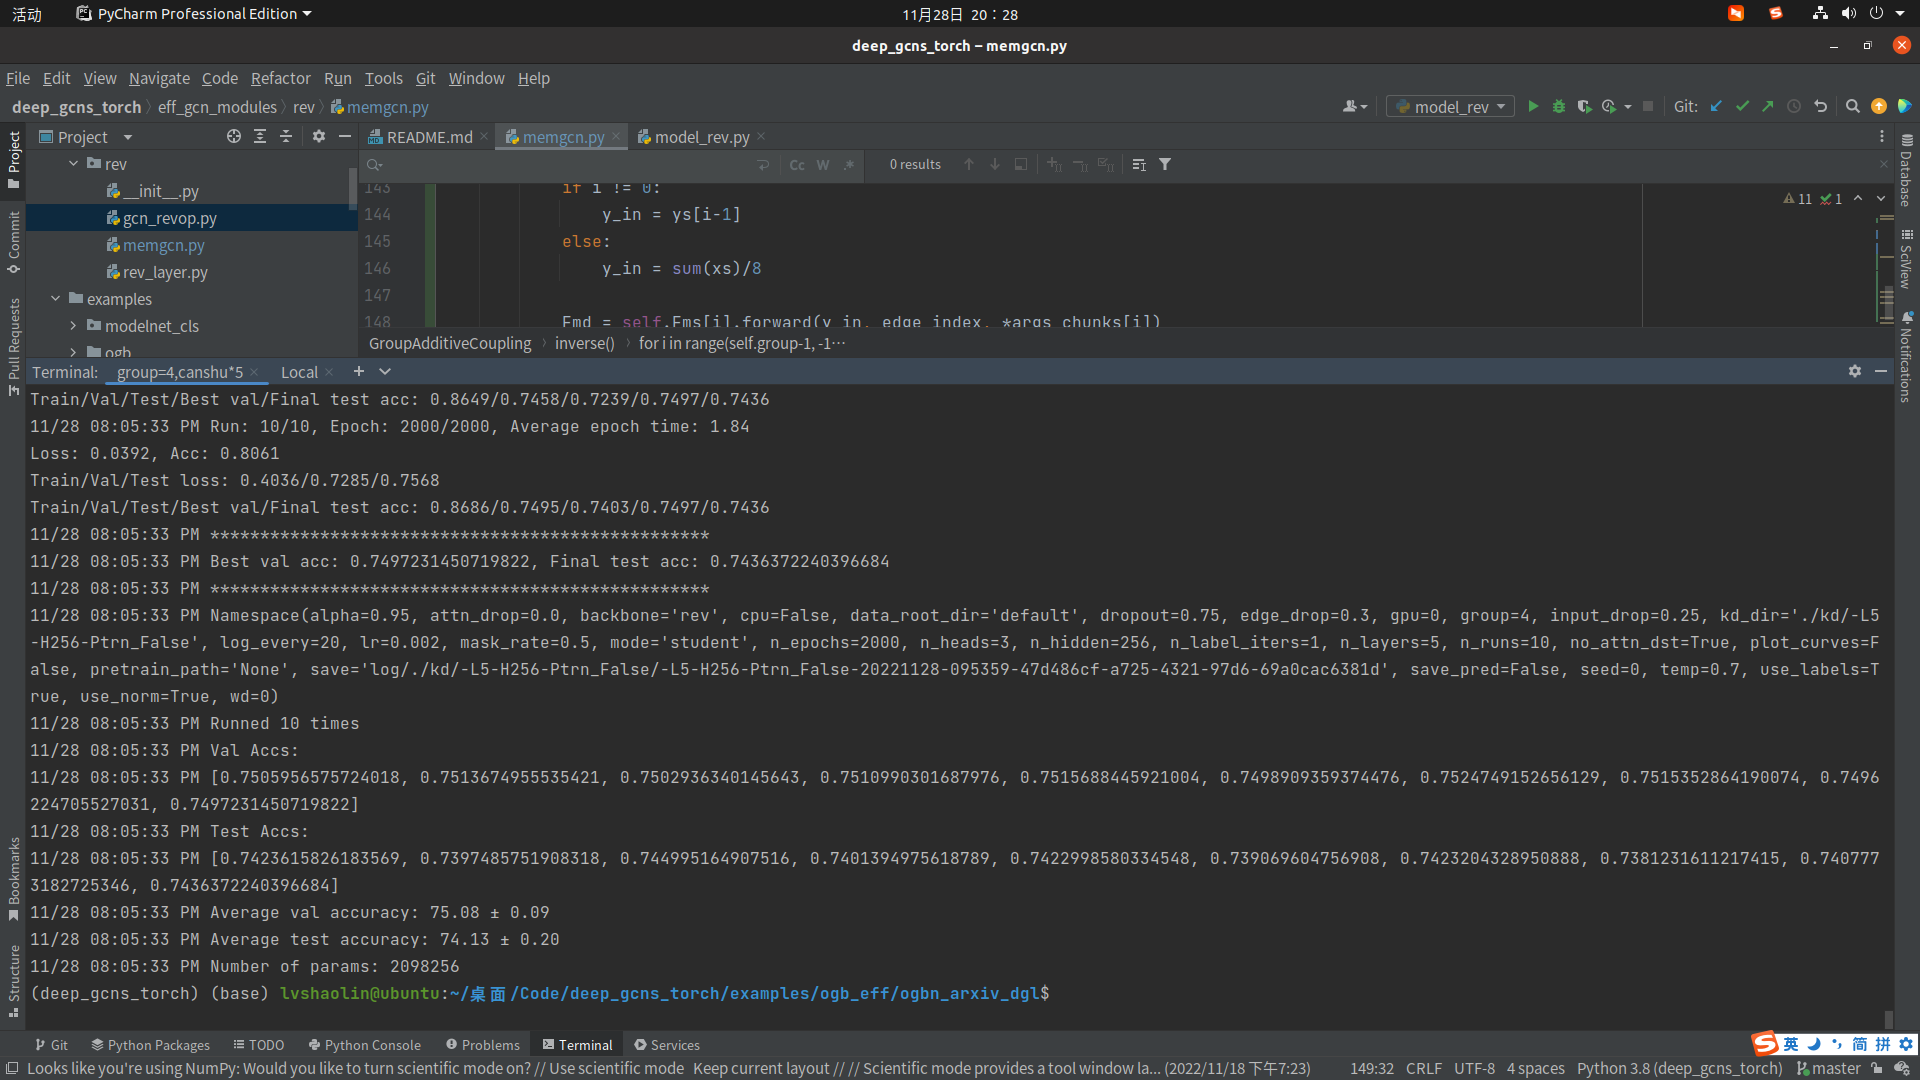 活动 PyCharm Professional Edition 11月28日 20：28
deep_gcns_torch – memgcn.py
File Edit View Navigate Code Refactor Run Tools Git Window Help
deep_gcns_torch eff_gcn_modules rev memgcn.py model_rev Git:
Project README.md memgcn.py model_rev.py
rev
__init__.py
gcn_revop.py
memgcn.py
rev_layer.py
examples
modelnet_cls
ogb
Cc W .* 0 results
143 if i != 0:
144 y_in = ys[i-1]
145 else:
146 y_in = sum(xs)/8
147
148 Fmd = self.Fms[i].forward(y_in, edge_index, *args_chunks[i])
11 1
GroupAdditiveCoupling inverse() for i in range(self.group-1, -1···
Project
Commit
Pull Requests
Bookmarks
Structure
Database
SciView
Notifications
Terminal: group=4,canshu*5 Local
Train/Val/Test/Best val/Final test acc: 0.8649/0.7458/0.7239/0.7497/0.7436
11/28 08:05:33 PM Run: 10/10, Epoch: 2000/2000, Average epoch time: 1.84
Loss: 0.0392, Acc: 0.8061
Train/Val/Test loss: 0.4036/0.7285/0.7568
Train/Val/Test/Best val/Final test acc: 0.8686/0.7495/0.7403/0.7497/0.7436
11/28 08:05:33 PM **************************************************
11/28 08:05:33 PM Best val acc: 0.7497231450719822, Final test acc: 0.7436372240396684
11/28 08:05:33 PM **************************************************
11/28 08:05:33 PM Namespace(alpha=0.95, attn_drop=0.0, backbone='rev', cpu=False, data_root_dir='default', dropout=0.75, edge_drop=0.3, gpu=0, group=4, input_drop=0.25, kd_dir='./kd/-L5
-H256-Ptrn_False', log_every=20, lr=0.002, mask_rate=0.5, mode='student', n_epochs=2000, n_heads=3, n_hidden=256, n_label_iters=1, n_layers=5, n_runs=10, no_attn_dst=True, plot_curves=F
alse, pretrain_path='None', save='log/./kd/-L5-H256-Ptrn_False/-L5-H256-Ptrn_False-20221128-095359-47d486cf-a725-4321-97d6-69a0cac6381d', save_pred=False, seed=0, temp=0.7, use_labels=T
rue, use_norm=True, wd=0)
11/28 08:05:33 PM Runned 10 times
11/28 08:05:33 PM Val Accs:
11/28 08:05:33 PM [0.7505956575724018, 0.7513674955535421, 0.7502936340145643, 0.7510990301687976, 0.7515688445921004, 0.7498909359374476, 0.7524749152656129, 0.7515352864190074, 0.7496
224705527031, 0.7497231450719822]
11/28 08:05:33 PM Test Accs:
11/28 08:05:33 PM [0.7423615826183569, 0.7397485751908318, 0.744995164907516, 0.7401394975618789, 0.7422998580334548, 0.739069604756908, 0.7423204328950888, 0.7381231611217415, 0.740777
3182725346, 0.7436372240396684]
11/28 08:05:33 PM Average val accuracy: 75.08 ± 0.09
11/28 08:05:33 PM Average test accuracy: 74.13 ± 0.20
11/28 08:05:33 PM Number of params: 2098256
(deep_gcns_torch) (base) lvshaolin@ubuntu:~/桌面/Code/deep_gcns_torch/examples/ogb_eff/ogbn_arxiv_dgl$
Git Python Packages TODO Python Console Problems Terminal Services
英 简 拼
Looks like you're using NumPy: Would you like to turn scientific mode on? // Use scientific mode Keep current layout // // Scientific mode provides a tool window la... (2022/11/18 下午7:23) 149:32 CRLF UTF-8 4 spaces Python 3.8 (deep_gcns_torch) master